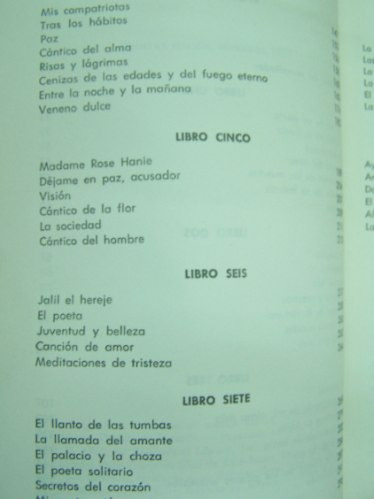 Mis compatriotas
Tras los hábitos
Paz
Cántico del alma
Risas y lágrimas
Cenizas de las edades y del fuego eterno
Entre la noche y la mañana
Veneno dulce
LIBRO CINCO
Madame Rose Hanie
Déjame en paz, acusador
Visión
Cántico de la flor
La sociedad
Cántico del hombre
LIBRO SEIS
Jalil el hereje
El poeta
Juventud y belleza
Canción de amor
Meditaciones de tristeza
LIBRO SIETE
El llanto de las tumbas
La llamada del amante
El palacio y la choza
El poeta solitario
Secretos del corazón